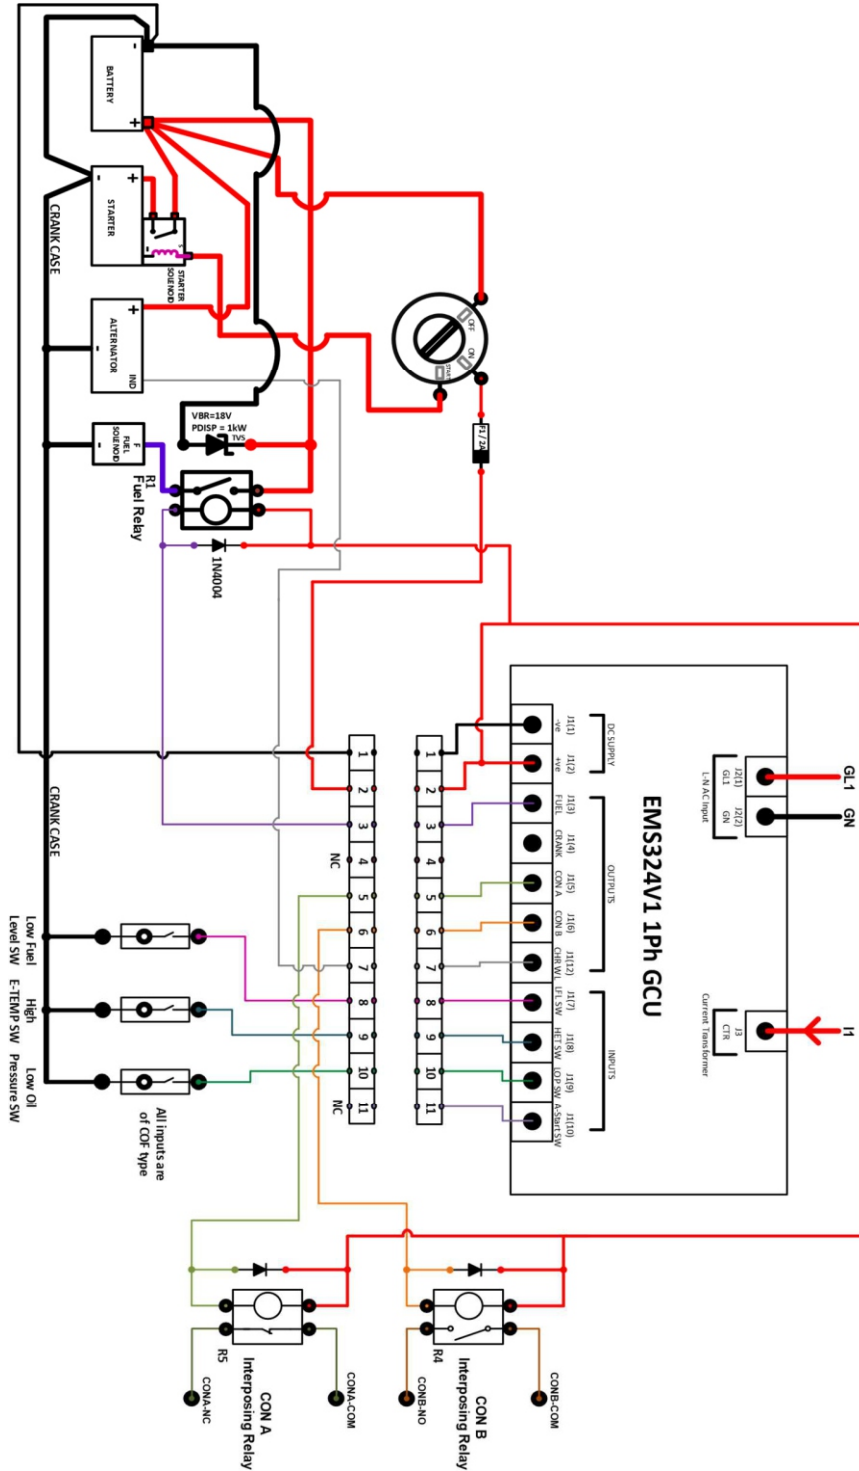 -
BATTERY
+
+
STARTER
-
S
-
STARTER
SOLENOID
CRANK CASE
+
ALTERNATOR
-
IND
OFF
ON
START
F1 / 2A
VBR=18V
PDISP = 1kW
TVS
F
FUEL
SOLENOID
-
R1
Fuel Relay
1N4004
GL1
GN
I1
J2(1)
GL1
J2(2)
GN
L-N AC Input
J3
CTR
Current Transformer
EMS324V1 1Ph GCU
DC SUPPLY
OUTPUTS
INPUTS
J1(1)
-ve
J1(2)
+ve
J1(3)
FUEL
J1(4)
CRANK
J1(5)
CON A
J1(6)
CON B
J1(12)
CHR W L
J1(7)
LFL SW
J1(8)
HET SW
J1(9)
LOP SW
J1(10)
A-Start SW
1 2 3 4 5 6 7 8 9 10 11
1 2 3 4 5 6 7 8 9 10 11
NC
NC
CRANK CASE
Low Fuel
Level SW
High
E-TEMP SW
Low Oil
Pressure SW
All inputs are
of COF type
R5
CON A
Interposing Relay
CONA-NC
CONA-COM
R4
CON B
Interposing Relay
CONB-NO
CONB-COM